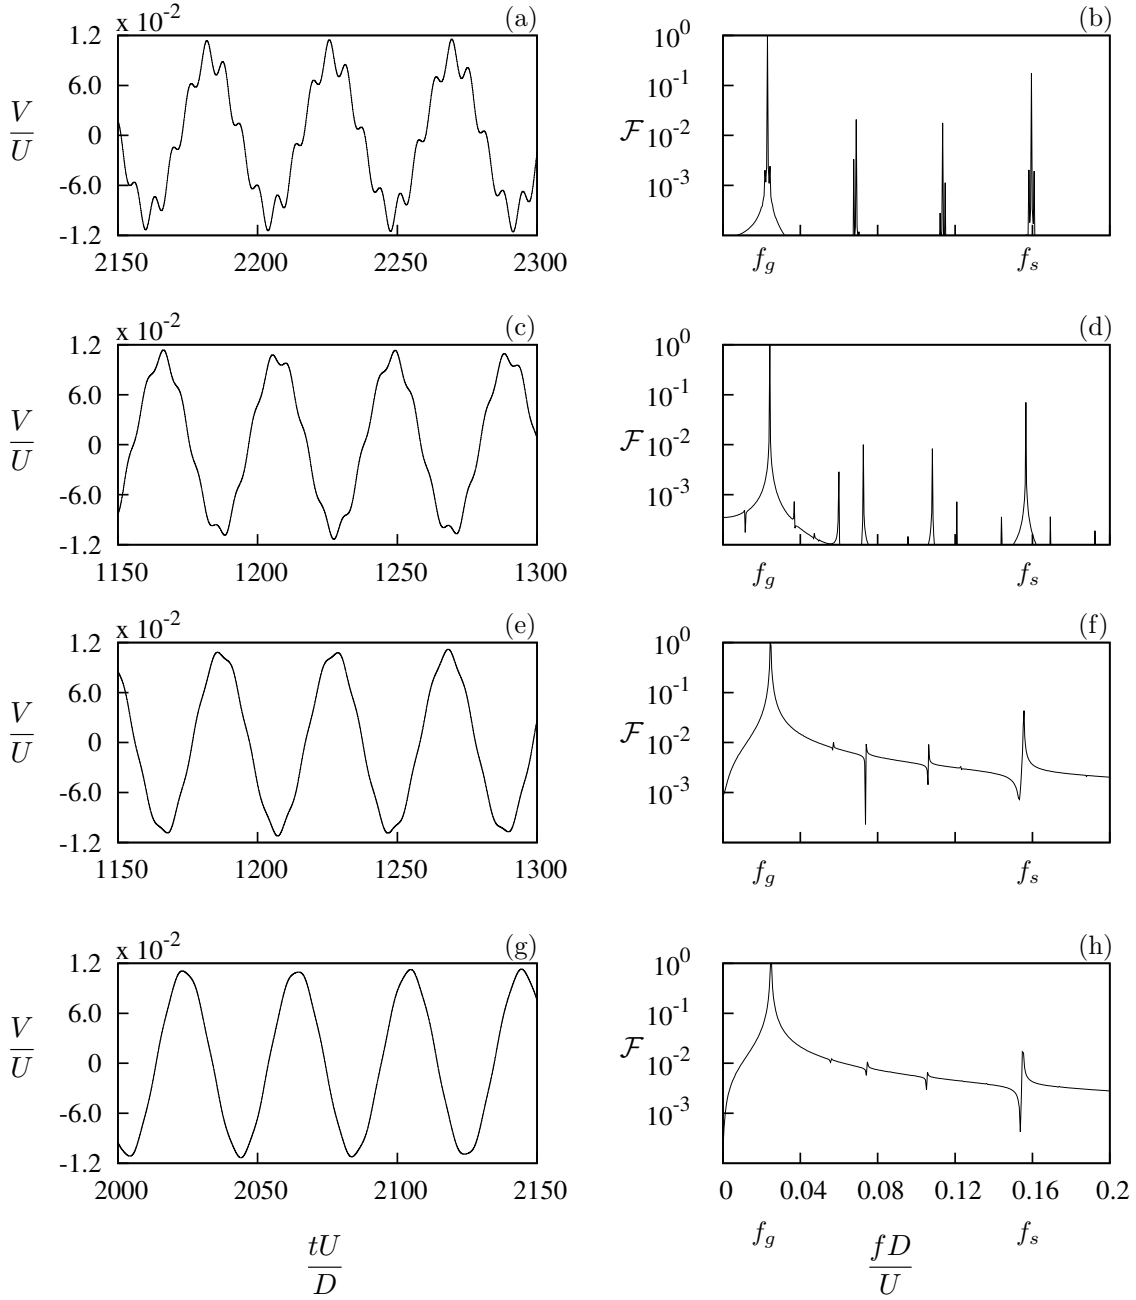 x 10^-2 (a) (b)
1.2 10^0
6.0 10^-1
V/U 0 F 10^-2
-6.0 10^-3
-1.2
2150 2200 2250 2300 f_g f_s
x 10^-2 (c) (d)
1.2 10^0
6.0 10^-1
V/U 0 F 10^-2
-6.0 10^-3
-1.2
1150 1200 1250 1300 f_g f_s
x 10^-2 (e) (f)
1.2 10^0
6.0 10^-1
V/U 0 F 10^-2
-6.0 10^-3
-1.2
1150 1200 1250 1300 f_g f_s
x 10^-2 (g) (h)
1.2 10^0
6.0 10^-1
V/U 0 F 10^-2
-6.0 10^-3
-1.2
2000 2050 2100 2150 0 0.04 0.08 0.12 0.16 0.2
f_g f_s
tU/D fD/U